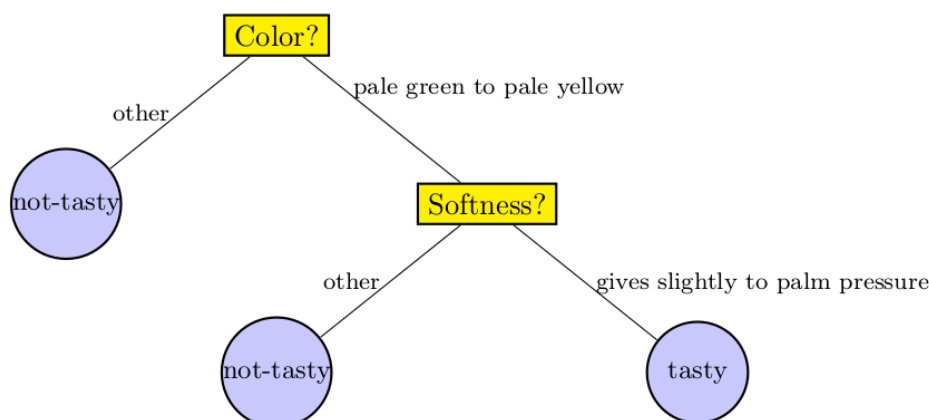 Color?
pale green to pale yellow
other
not-tasty
Softness?
other
gives slightly to palm pressure
not-tasty
tasty